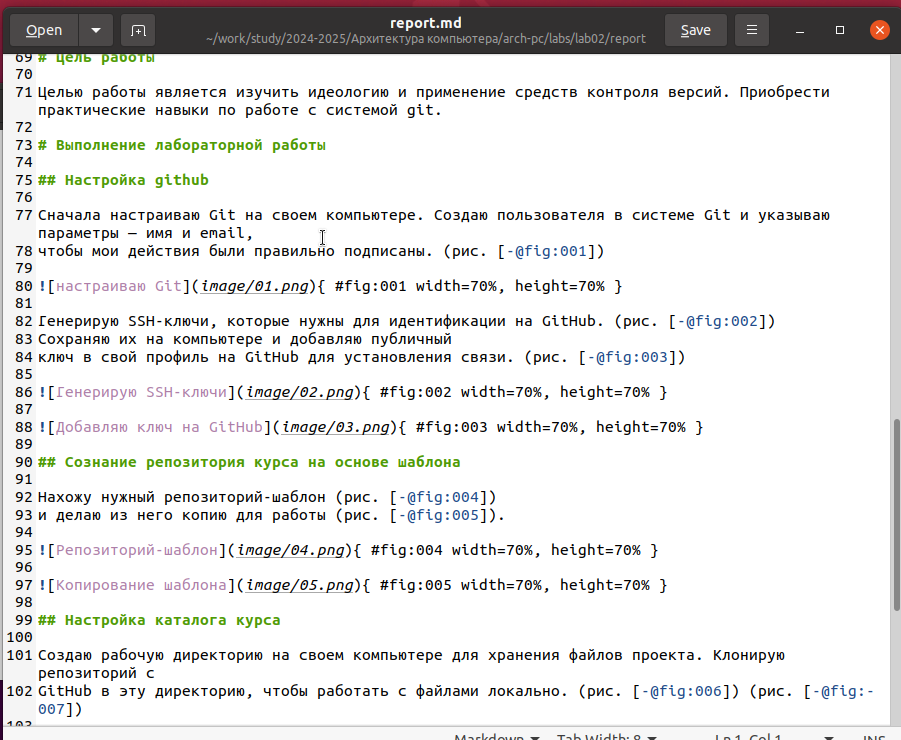 Open
report.md
~/work/study/2024-2025/Архитектура компьютера/arch-pc/labs/lab02/report
Save
69 # Цель работы
70
71 Целью работы является изучить идеологию и применение средств контроля версий. Приобрести
практические навыки по работе с системой git.
72
73 # Выполнение лабораторной работы
74
75 ## Настройка github
76
77 Сначала настраиваю Git на своем компьютере. Создаю пользователя в системе Git и указываю
параметры — имя и email,
78 чтобы мои действия были правильно подписаны. (рис. [-@fig:001])
79
80 ![настраиваю Git](image/01.png){ #fig:001 width=70%, height=70% }
81
82 Генерирую SSH-ключи, которые нужны для идентификации на GitHub. (рис. [-@fig:002])
83 Сохраняю их на компьютере и добавляю публичный
84 ключ в свой профиль на GitHub для установления связи. (рис. [-@fig:003])
85
86 ![Генерирую SSH-ключи](image/02.png){ #fig:002 width=70%, height=70% }
87
88 ![Добавляю ключ на GitHub](image/03.png){ #fig:003 width=70%, height=70% }
89
90 ## Сознание репозитория курса на основе шаблона
91
92 Нахожу нужный репозиторий-шаблон (рис. [-@fig:004])
93 и делаю из него копию для работы (рис. [-@fig:005]).
94
95 ![Репозиторий-шаблон](image/04.png){ #fig:004 width=70%, height=70% }
96
97 ![Копирование шаблона](image/05.png){ #fig:005 width=70%, height=70% }
98
99 ## Настройка каталога курса
100
101 Создаю рабочую директорию на своем компьютере для хранения файлов проекта. Клонирую
репозиторий с
102 GitHub в эту директорию, чтобы работать с файлами локально. (рис. [-@fig:006]) (рис. [-@fig:-
007])
103
Markdown Tab Width: 8 Ln 1, Col 1 INS